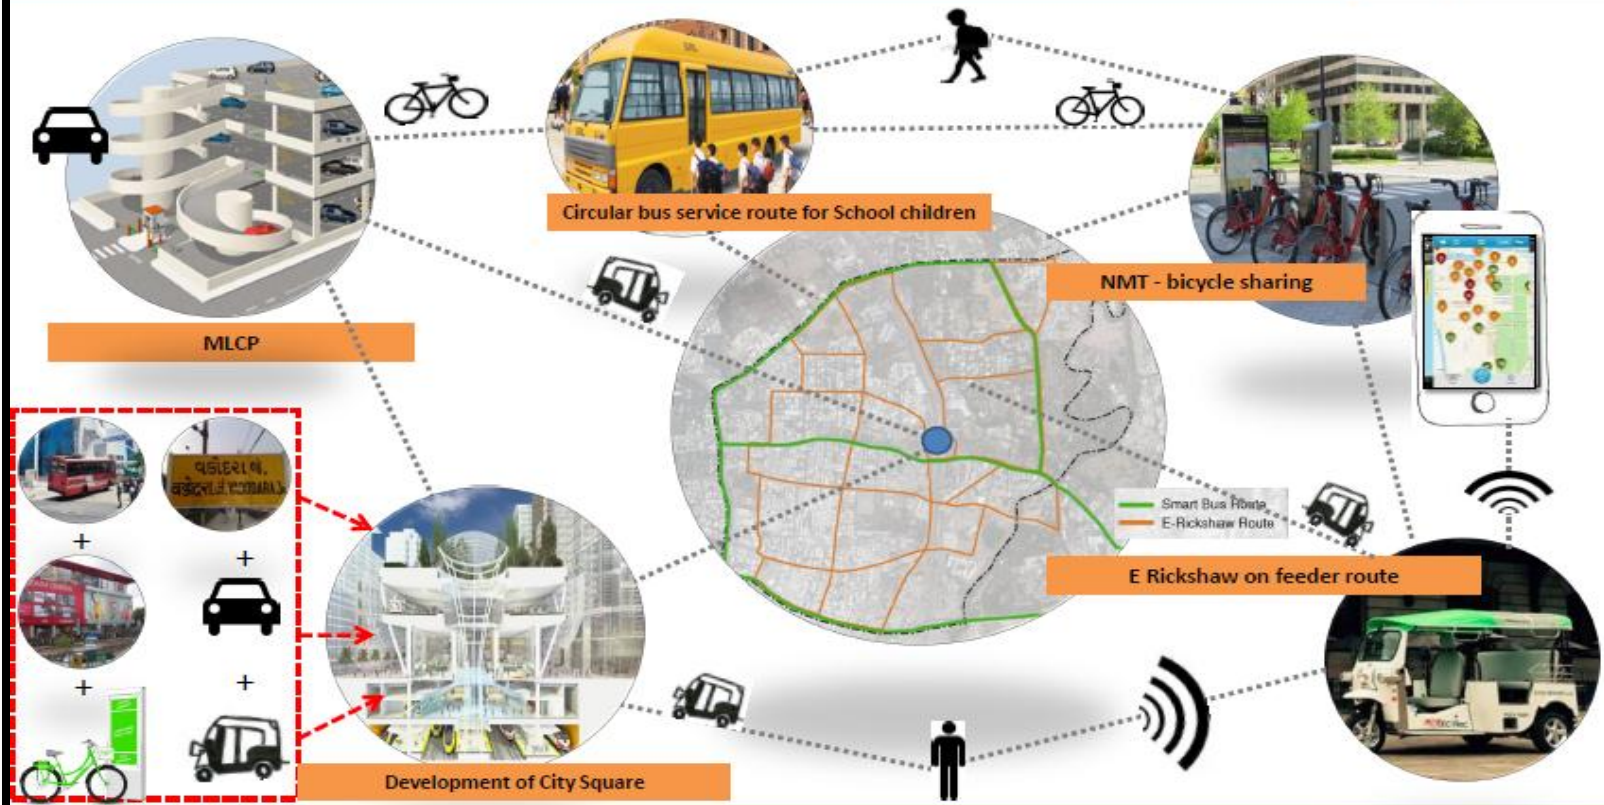 Circular bus service route for School children
NMT - bicycle sharing
MLCP
વડોદરા જં.
Smart Bus Route
E-Rickshaw Route
E Rickshaw on feeder route
+
+
+
+
Development of City Square